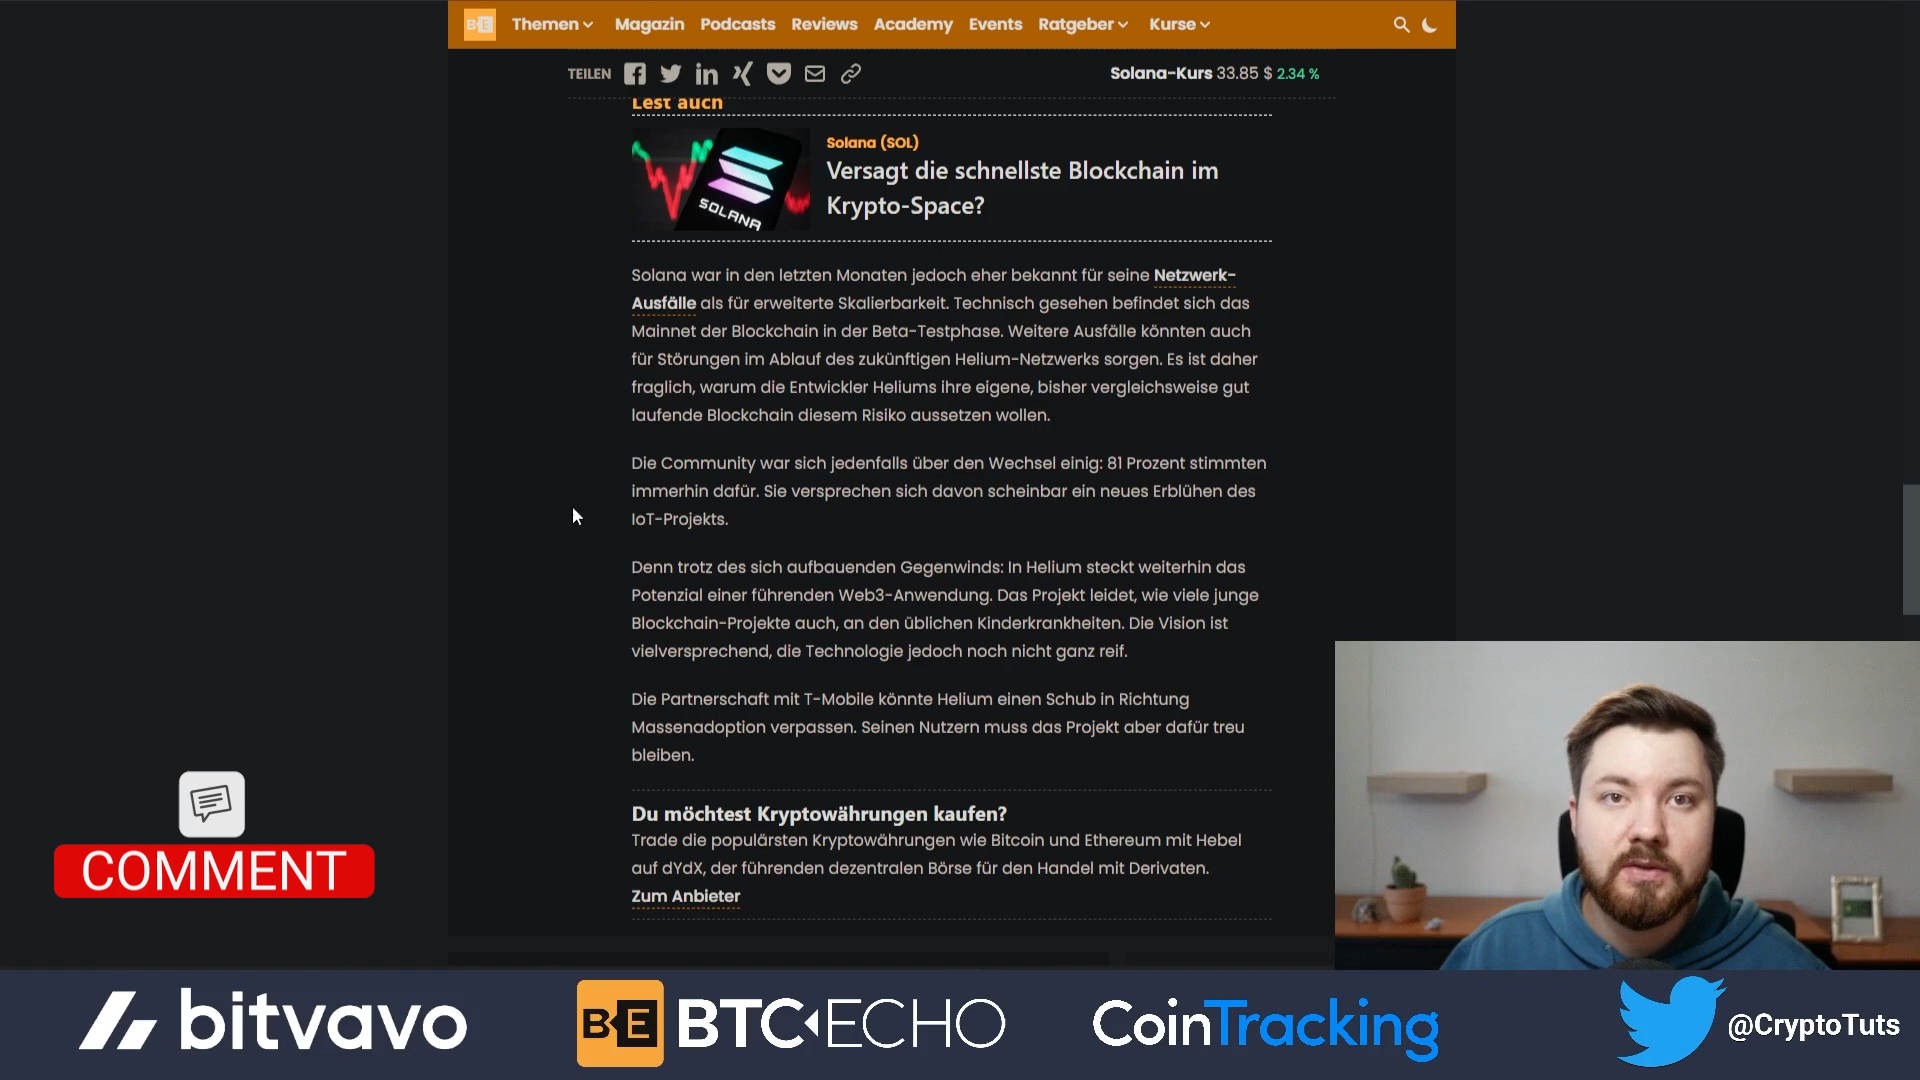 BE Themen Magazin Podcasts Reviews Academy Events Ratgeber Kurse
TEILEN
Solana-Kurs 33.85 $ 2.34 %
Lest auch
SOLANA
Solana (SOL)
Versagt die schnellste Blockchain im
Krypto-Space?
Solana war in den letzten Monaten jedoch eher bekannt für seine Netzwerk-
Ausfälle als für erweiterte Skalierbarkeit. Technisch gesehen befindet sich das
Mainnet der Blockchain in der Beta-Testphase. Weitere Ausfälle könnten auch
für Störungen im Ablauf des zukünftigen Helium-Netzwerks sorgen. Es ist daher
fraglich, warum die Entwickler Heliums ihre eigene, bisher vergleichsweise gut
laufende Blockchain diesem Risiko aussetzen wollen.
Die Community war sich jedenfalls über den Wechsel einig: 81 Prozent stimmten
immerhin dafür. Sie versprechen sich davon scheinbar ein neues Erblühen des
IoT-Projekts.
Denn trotz des sich aufbauenden Gegenwinds: In Helium steckt weiterhin das
Potenzial einer führenden Web3-Anwendung. Das Projekt leidet, wie viele junge
Blockchain-Projekte auch, an den üblichen Kinderkrankheiten. Die Vision ist
vielversprechend, die Technologie jedoch noch nicht ganz reif.
Die Partnerschaft mit T-Mobile könnte Helium einen Schub in Richtung
Massenadoption verpassen. Seinen Nutzern muss das Projekt aber dafür treu
bleiben.
Du möchtest Kryptowährungen kaufen?
Trade die populärsten Kryptowährungen wie Bitcoin und Ethereum mit Hebel
auf dYdX, der führenden dezentralen Börse für den Handel mit Derivaten.
Zum Anbieter
COMMENT
bitvavo
BE BTC-ECHO
CoinTracking
@CryptoTuts